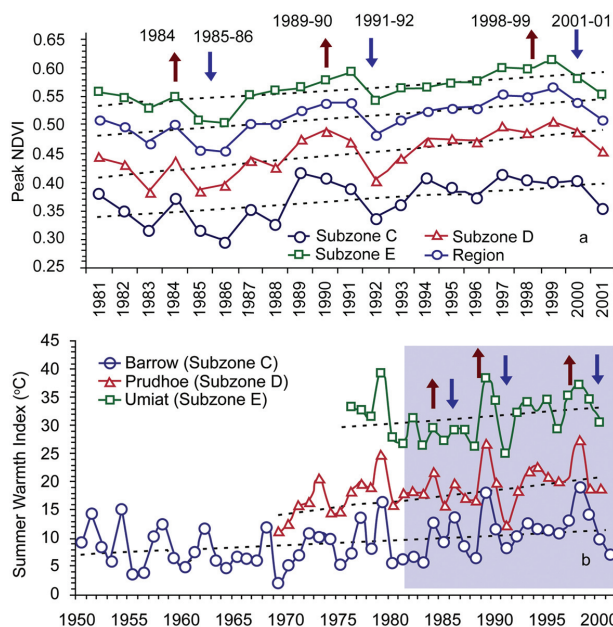 1984
1985-86
1989-90
1991-92
1998-99
2001-01
0.65
0.60
0.55
0.50
0.45
0.40
0.35
0.30
0.25
Peak NDVI
Subzone C
Subzone D
Subzone E
Region
a
1981 1982 1983 1984 1985 1986 1987 1988 1989 1990 1991 1992 1993 1994 1995 1996 1997 1998 1999 2000 2001
45
40
35
30
25
20
15
10
5
0
Summer Warmth Index (°C)
Barrow (Subzone C)
Prudhoe (Subzone D)
Umiat (Subzone E)
b
1950 1955 1960 1965 1970 1975 1980 1985 1990 1995 2000